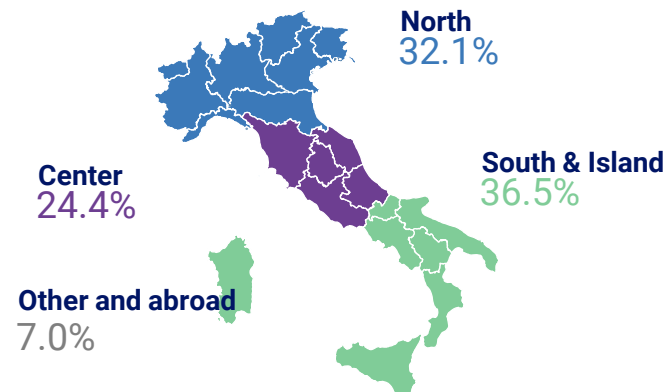 North
32.1%
Center
24.4%
South & Island
36.5%
Other and abroad
7.0%